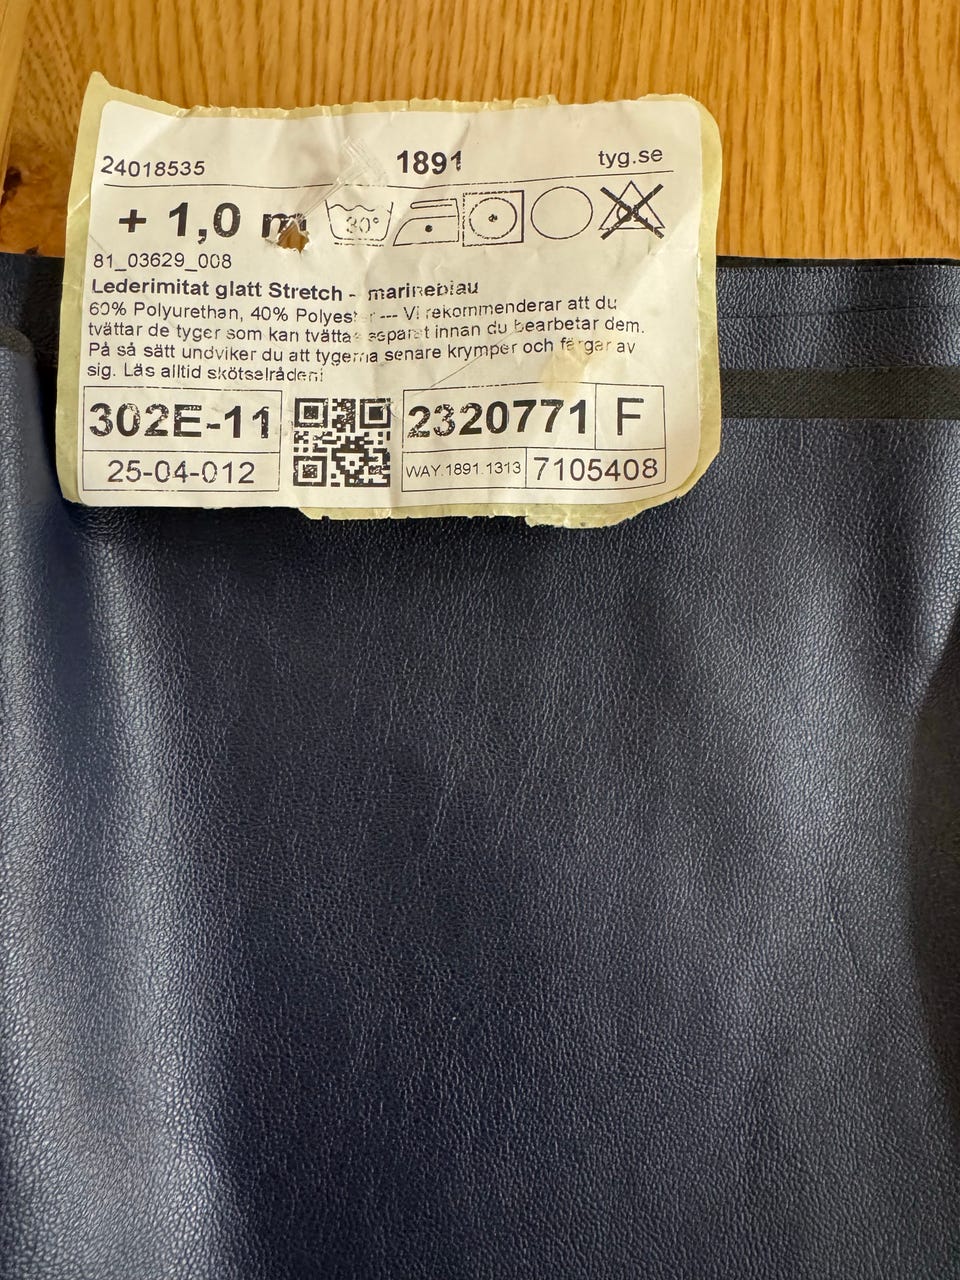 24018535 1891 tyg.se
+ 1,0 m 30°
81_03629_008
Lederimitat glatt Stretch - marineblau
60% Polyurethan, 40% Polyester --- Vi rekommenderar att du
tvättar de tyger som kan tvättas separat innan du bearbetar dem.
På så sätt undviker du att tygerna senare krymper och färgar av
sig. Läs alltid skötselråden!
302E-11 2320771 F
25-04-012 WAY.1891.1313 7105408